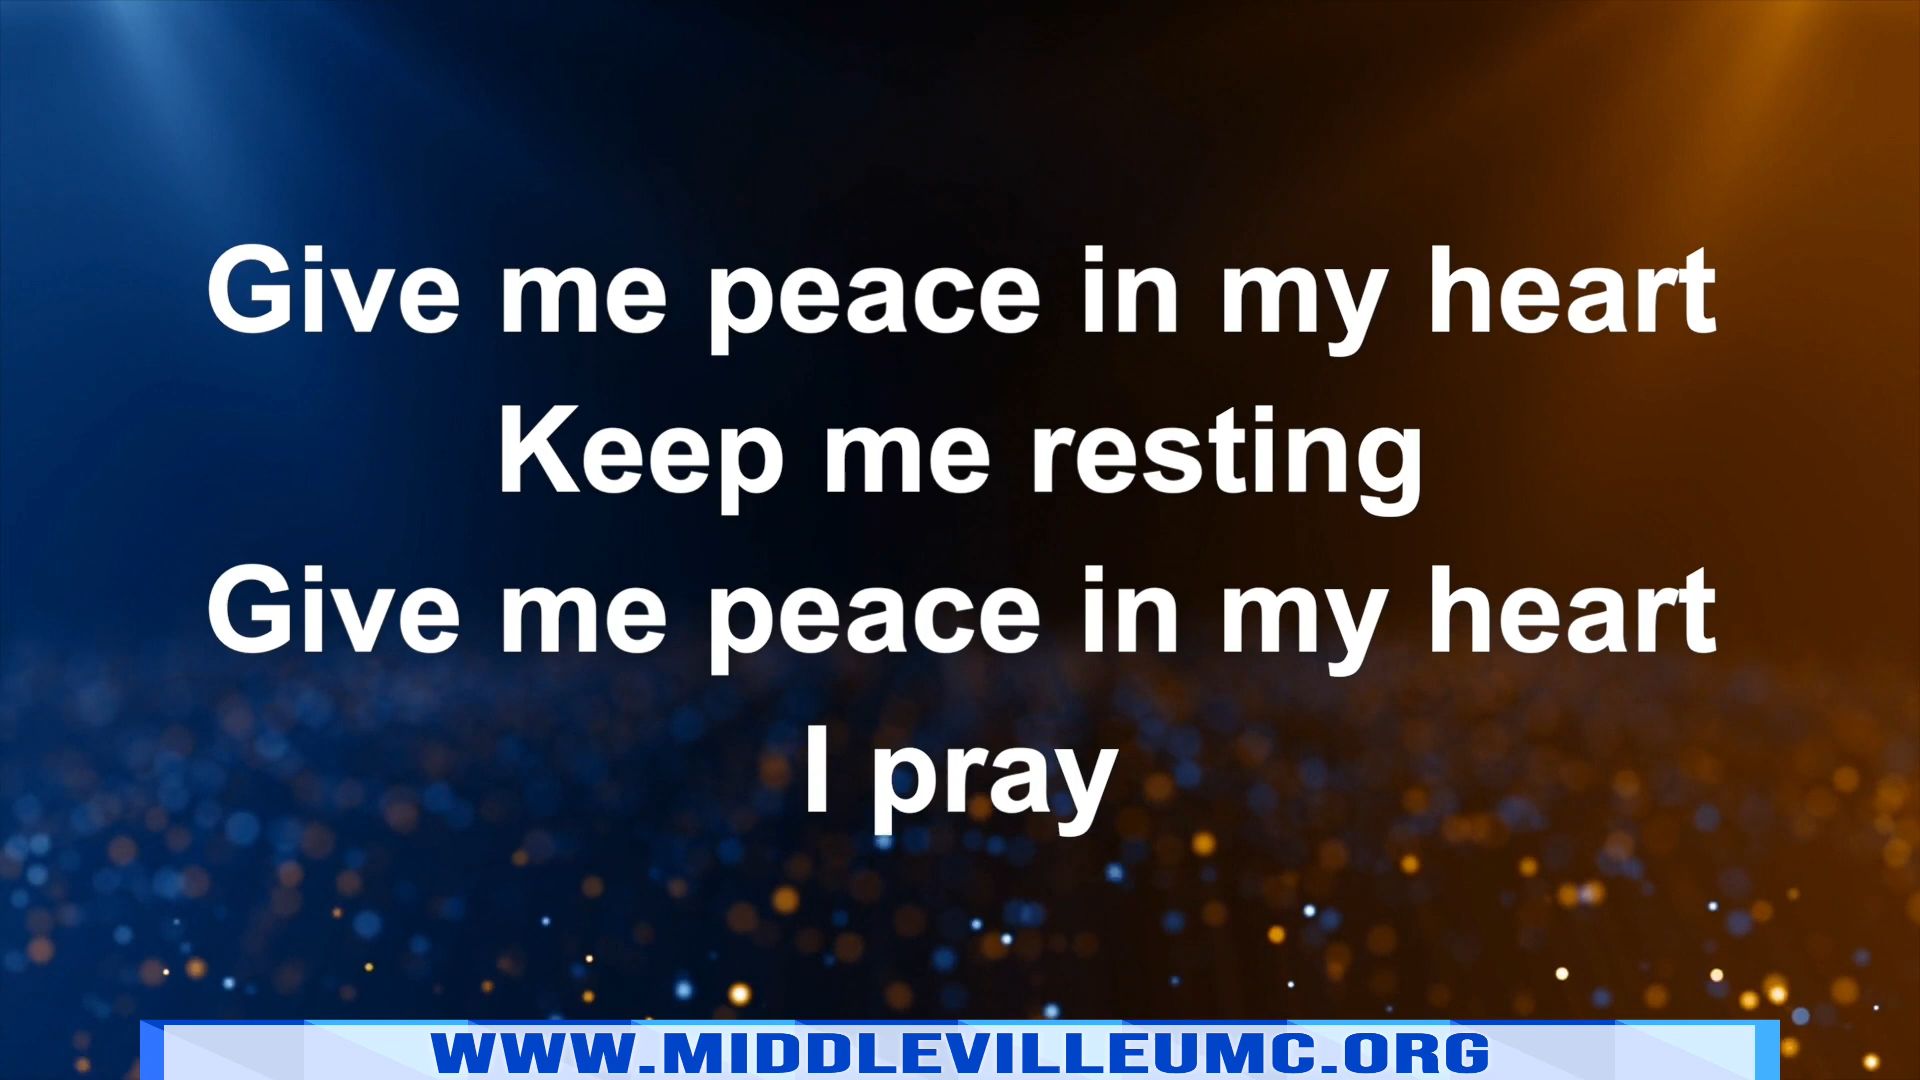 Give me peace in my heart
Keep me resting
Give me peace in my heart
I pray
WWW.MIDDLEVILLEUMC.ORG